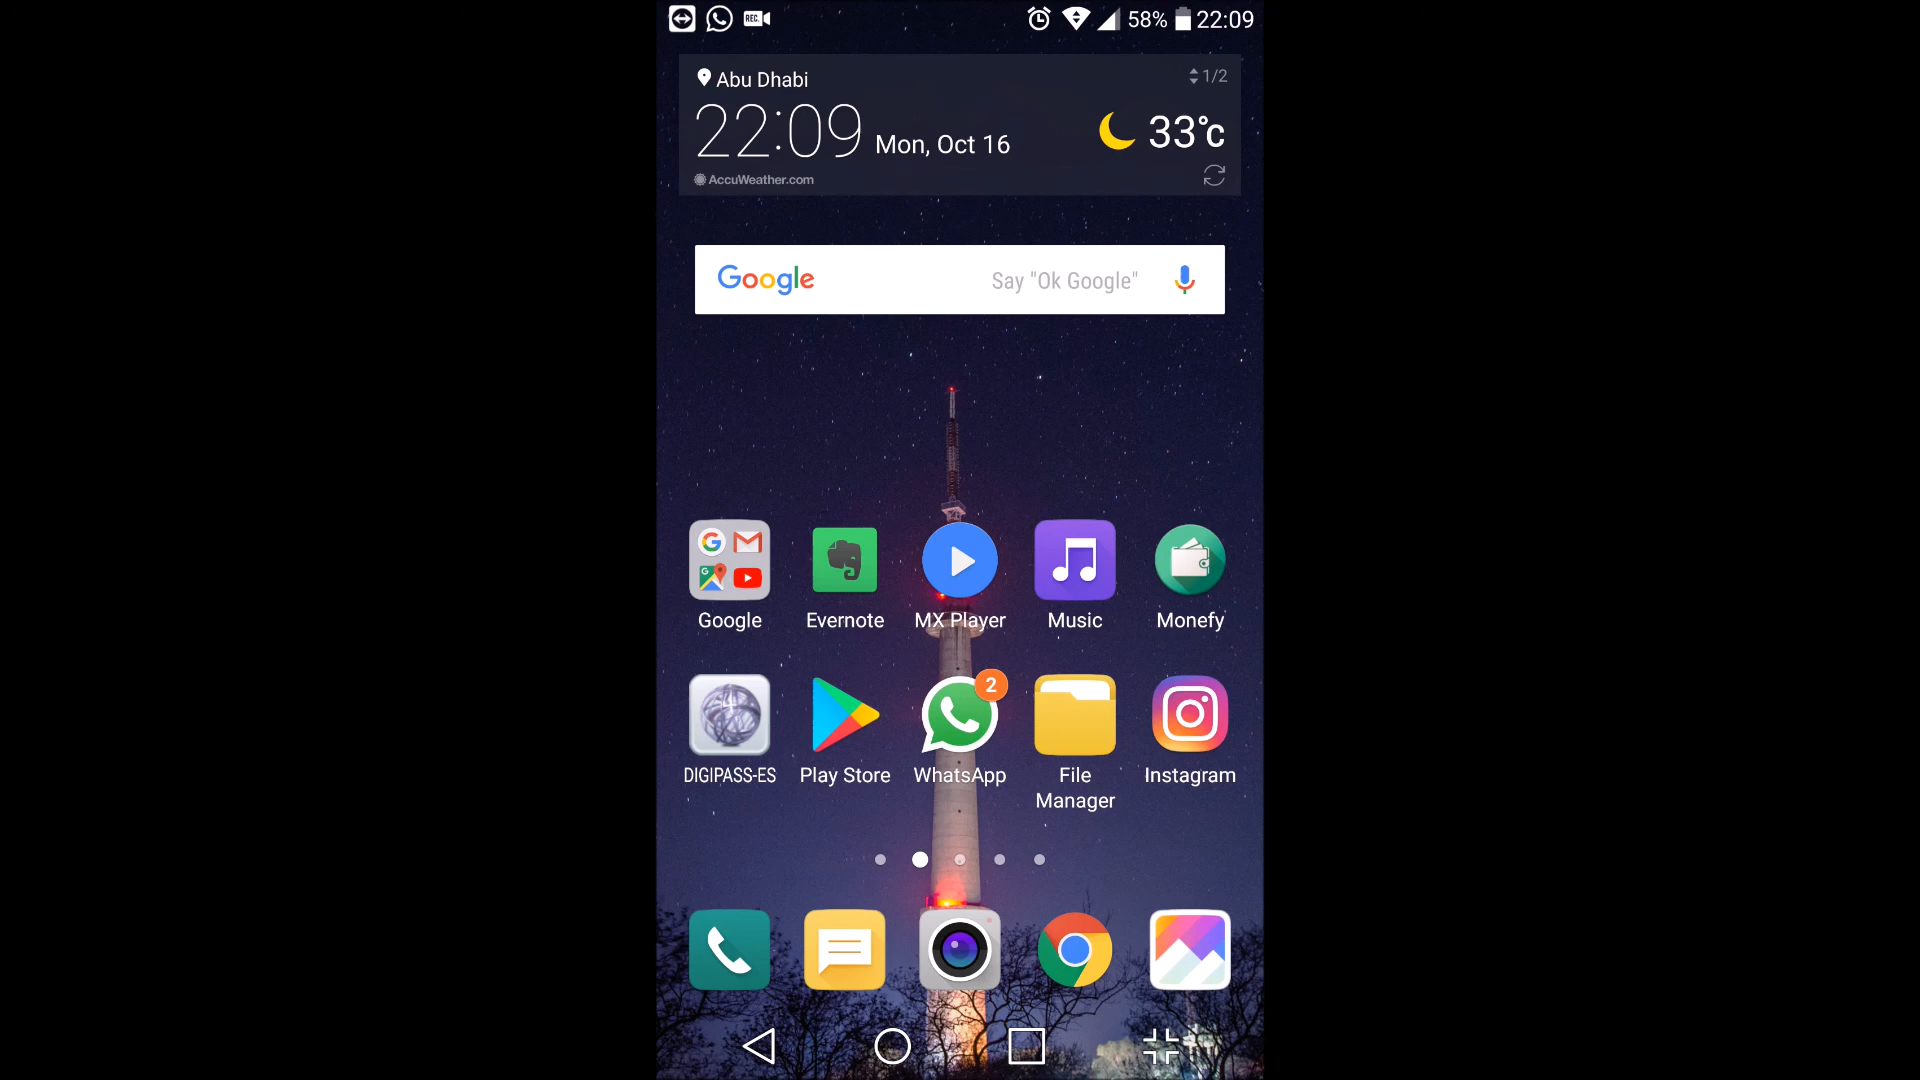 REC. 58% 22:09
Abu Dhabi 1/2
22:09 Mon, Oct 16 33°c
AccuWeather.com
Google Say "Ok Google"
Google Evernote MX Player Music Monefy
2
DIGIPASS-ES Play Store WhatsApp File Instagram
Manager